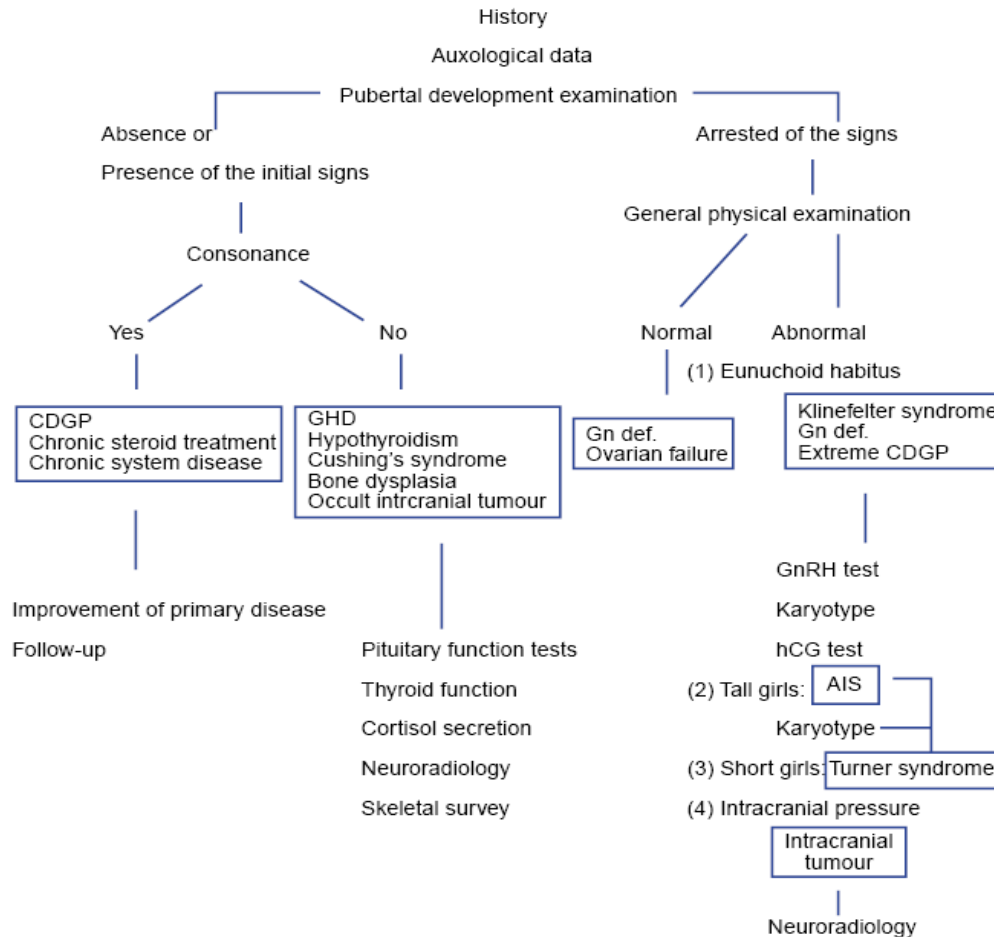 History
Auxological data
Pubertal development examination
Absence or
Presence of the initial signs
Consonance
Yes
No
CDGP
Chronic steroid treatment
Chronic system disease
GHD
Hypothyroidism
Cushing's syndrome
Bone dysplasia
Occult intrcranial tumour
Improvement of primary disease
Follow-up
Pituitary function tests
Thyroid function
Cortisol secretion
Neuroradiology
Skeletal survey
Arrested of the signs
General physical examination
Normal
Abnormal
(1) Eunuchoid habitus
Gn def.
Ovarian failure
Klinefelter syndrome
Gn def.
Extreme CDGP
GnRH test
Karyotype
hCG test
(2) Tall girls: AIS
Karyotype
(3) Short girls: Turner syndrome
(4) Intracranial pressure
Intracranial
tumour
Neuroradiology